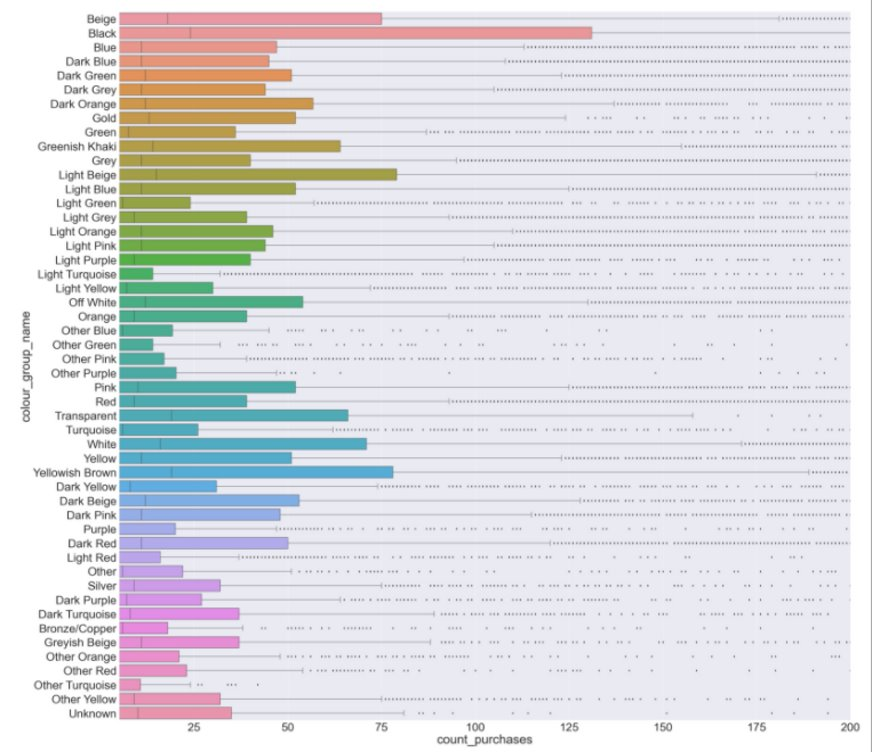 Beige
Black
Blue
Dark Blue
Dark Green
Dark Grey
Dark Orange
Gold
Green
Greenish Khaki
Grey
Light Beige
Light Blue
Light Green
Light Grey
Light Orange
Light Pink
Light Purple
Light Turquoise
Light Yellow
Off White
Orange
Other Blue
Other Green
Other Pink
Other Purple
Pink
Red
Transparent
Turquoise
White
Yellow
Yellowish Brown
Dark Yellow
Dark Beige
Dark Pink
Purple
Dark Red
Light Red
Other
Silver
Dark Purple
Dark Turquoise
Bronze/Copper
Greyish Beige
Other Orange
Other Red
Other Turquoise
Other Yellow
Unknown
colour_group_name
25 50 75 100 125 150 175 200
count_purchases